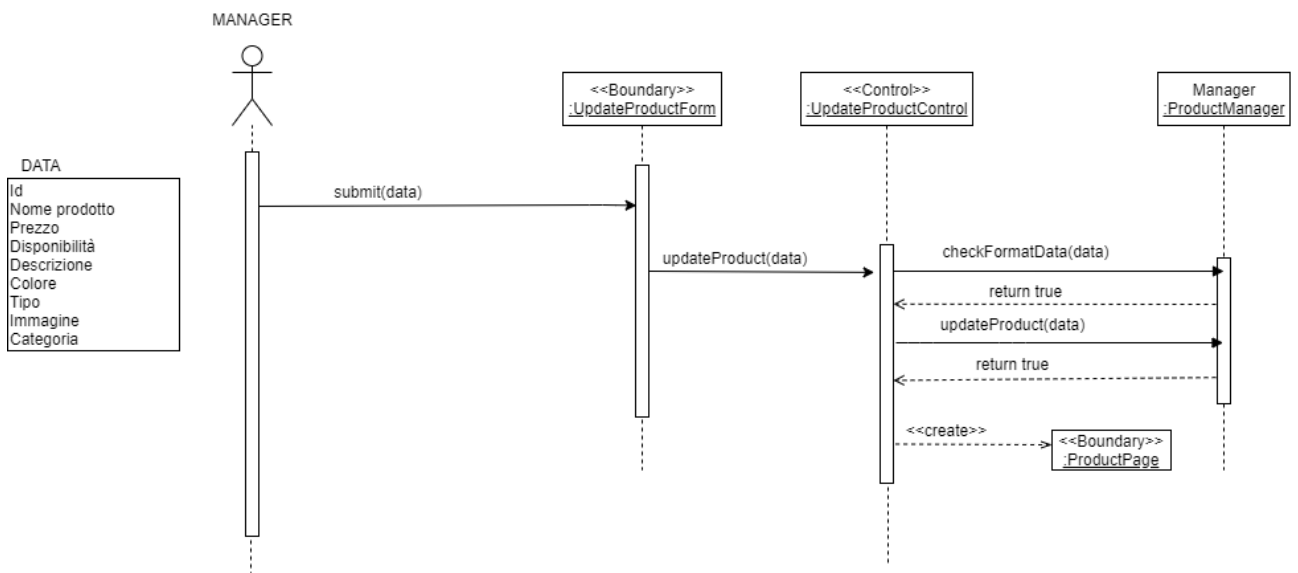 MANAGER
<<Boundary>>
:UpdateProductForm
<<Control>>
:UpdateProductControl
Manager
:ProductManager
DATA
Id
Nome prodotto
Prezzo
Disponibilità
Descrizione
Colore
Tipo
Immagine
Categoria
submit(data)
updateProduct(data)
checkFormatData(data)
return true
updateProduct(data)
return true
<<create>>
<<Boundary>>
:ProductPage